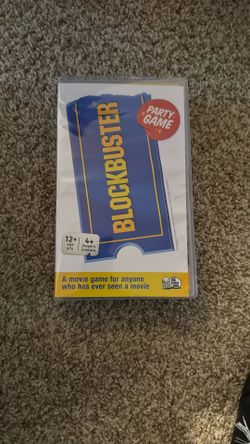 PARTY
GAME
BLOCKBUSTER
12+
4+
A movie game for anyone
who has ever seen a movie